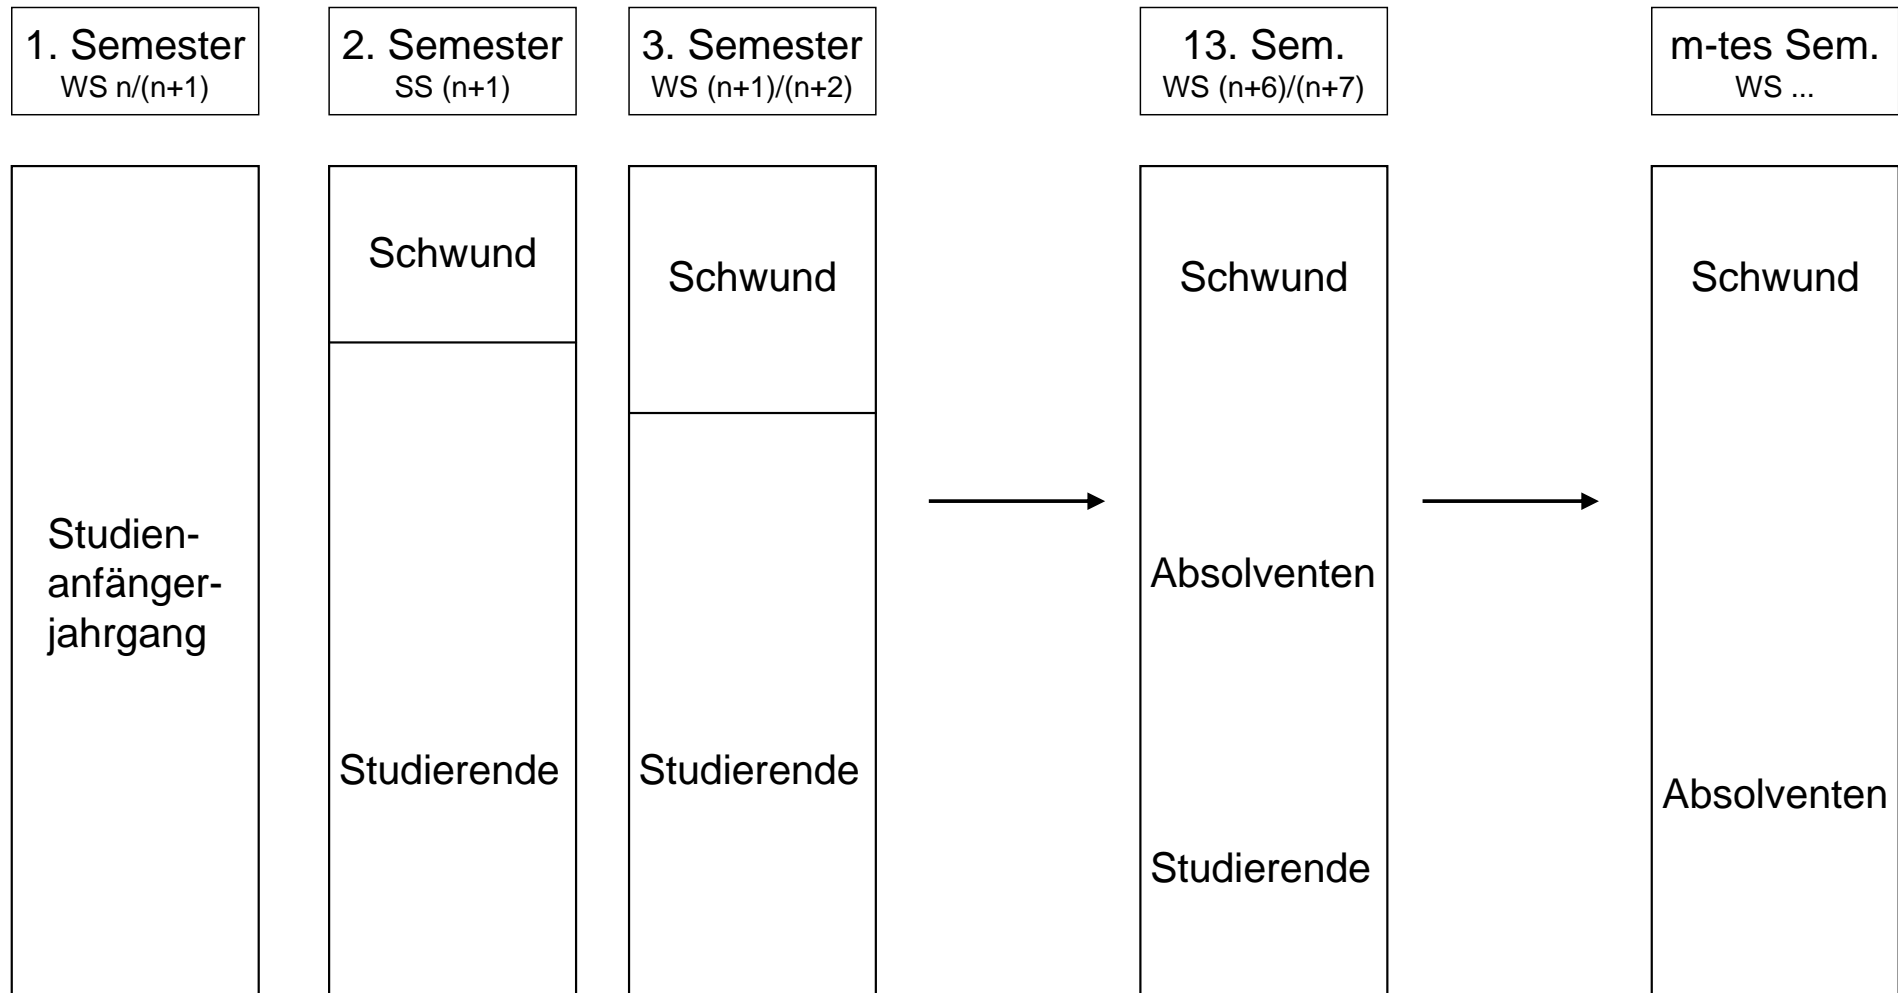 1. Semester
WS n/(n+1)
2. Semester
SS (n+1)
3. Semester
WS (n+1)/(n+2)
13. Sem.
WS (n+6)/(n+7)
m-tes Sem.
WS ...
Studien-
anfänger-
jahrgang
Schwund
Studierende
Schwund
Studierende
Schwund
Absolventen
Studierende
Schwund
Absolventen